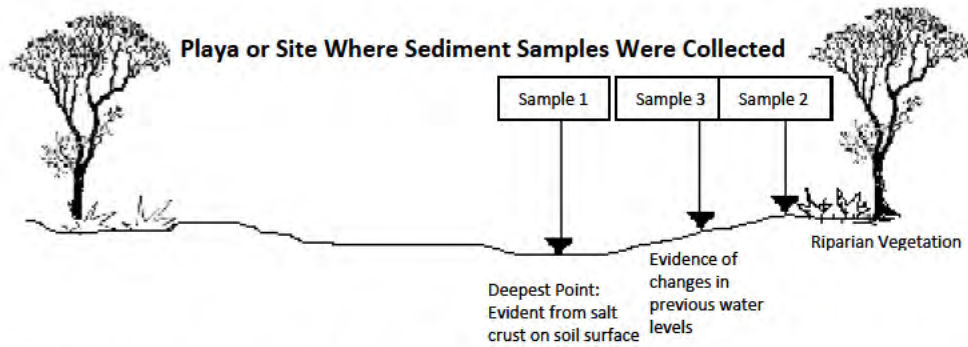 Playa or Site Where Sediment Samples Were Collected
Sample 1
Sample 3
Sample 2
Riparian Vegetation
Evidence of
changes in
previous water
levels
Deepest Point:
Evident from salt
crust on soil surface